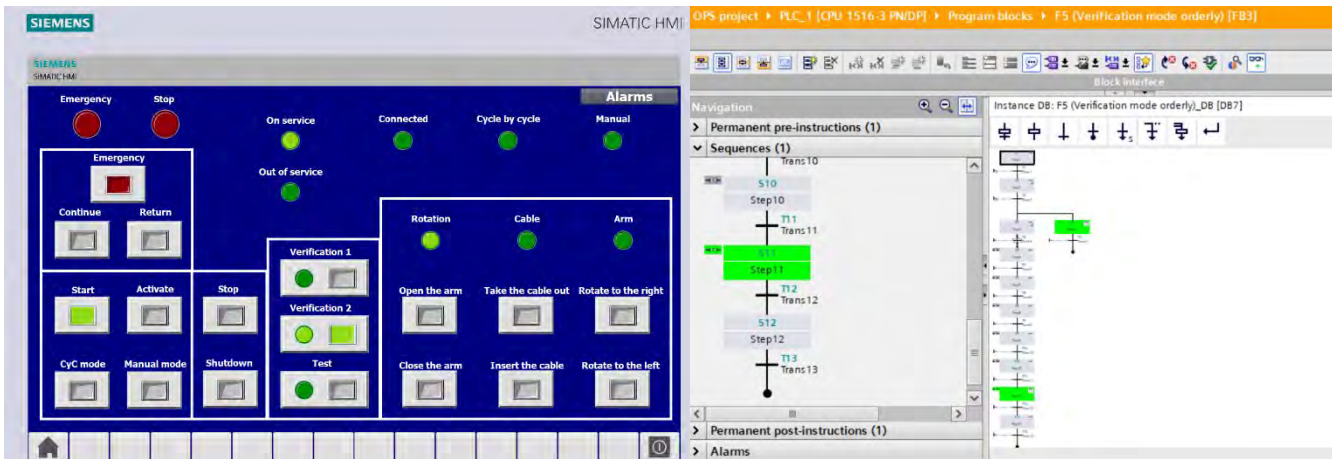 SIEMENS
SIMATIC HMI
SIEMENS
SIMATIC HMI
Alarms
Emergency Stop
On service Connected Cycle by cycle Manual
Emergency
Out of service
Continue Return
Rotation Cable Arm
Verification 1
Start Activate Stop
Open the arm Take the cable out Rotate to the right
Verification 2
CyC mode Manual mode Shutdown Test
Close the arm Insert the cable Rotate to the left
OPS project PLC_1 [CPU 1516-3 PN/DP] Program blocks F5 (Verification mode orderly) [FB3]
Block interface
Navigation
Permanent pre-instructions (1)
Sequences (1)
Trans10
S10
Step10
T11
Trans11
S11
Step11
T12
Trans12
S12
Step12
T13
Trans13
Permanent post-instructions (1)
Alarms
Instance DB: F5 (Verification mode orderly)_DB [DB7]